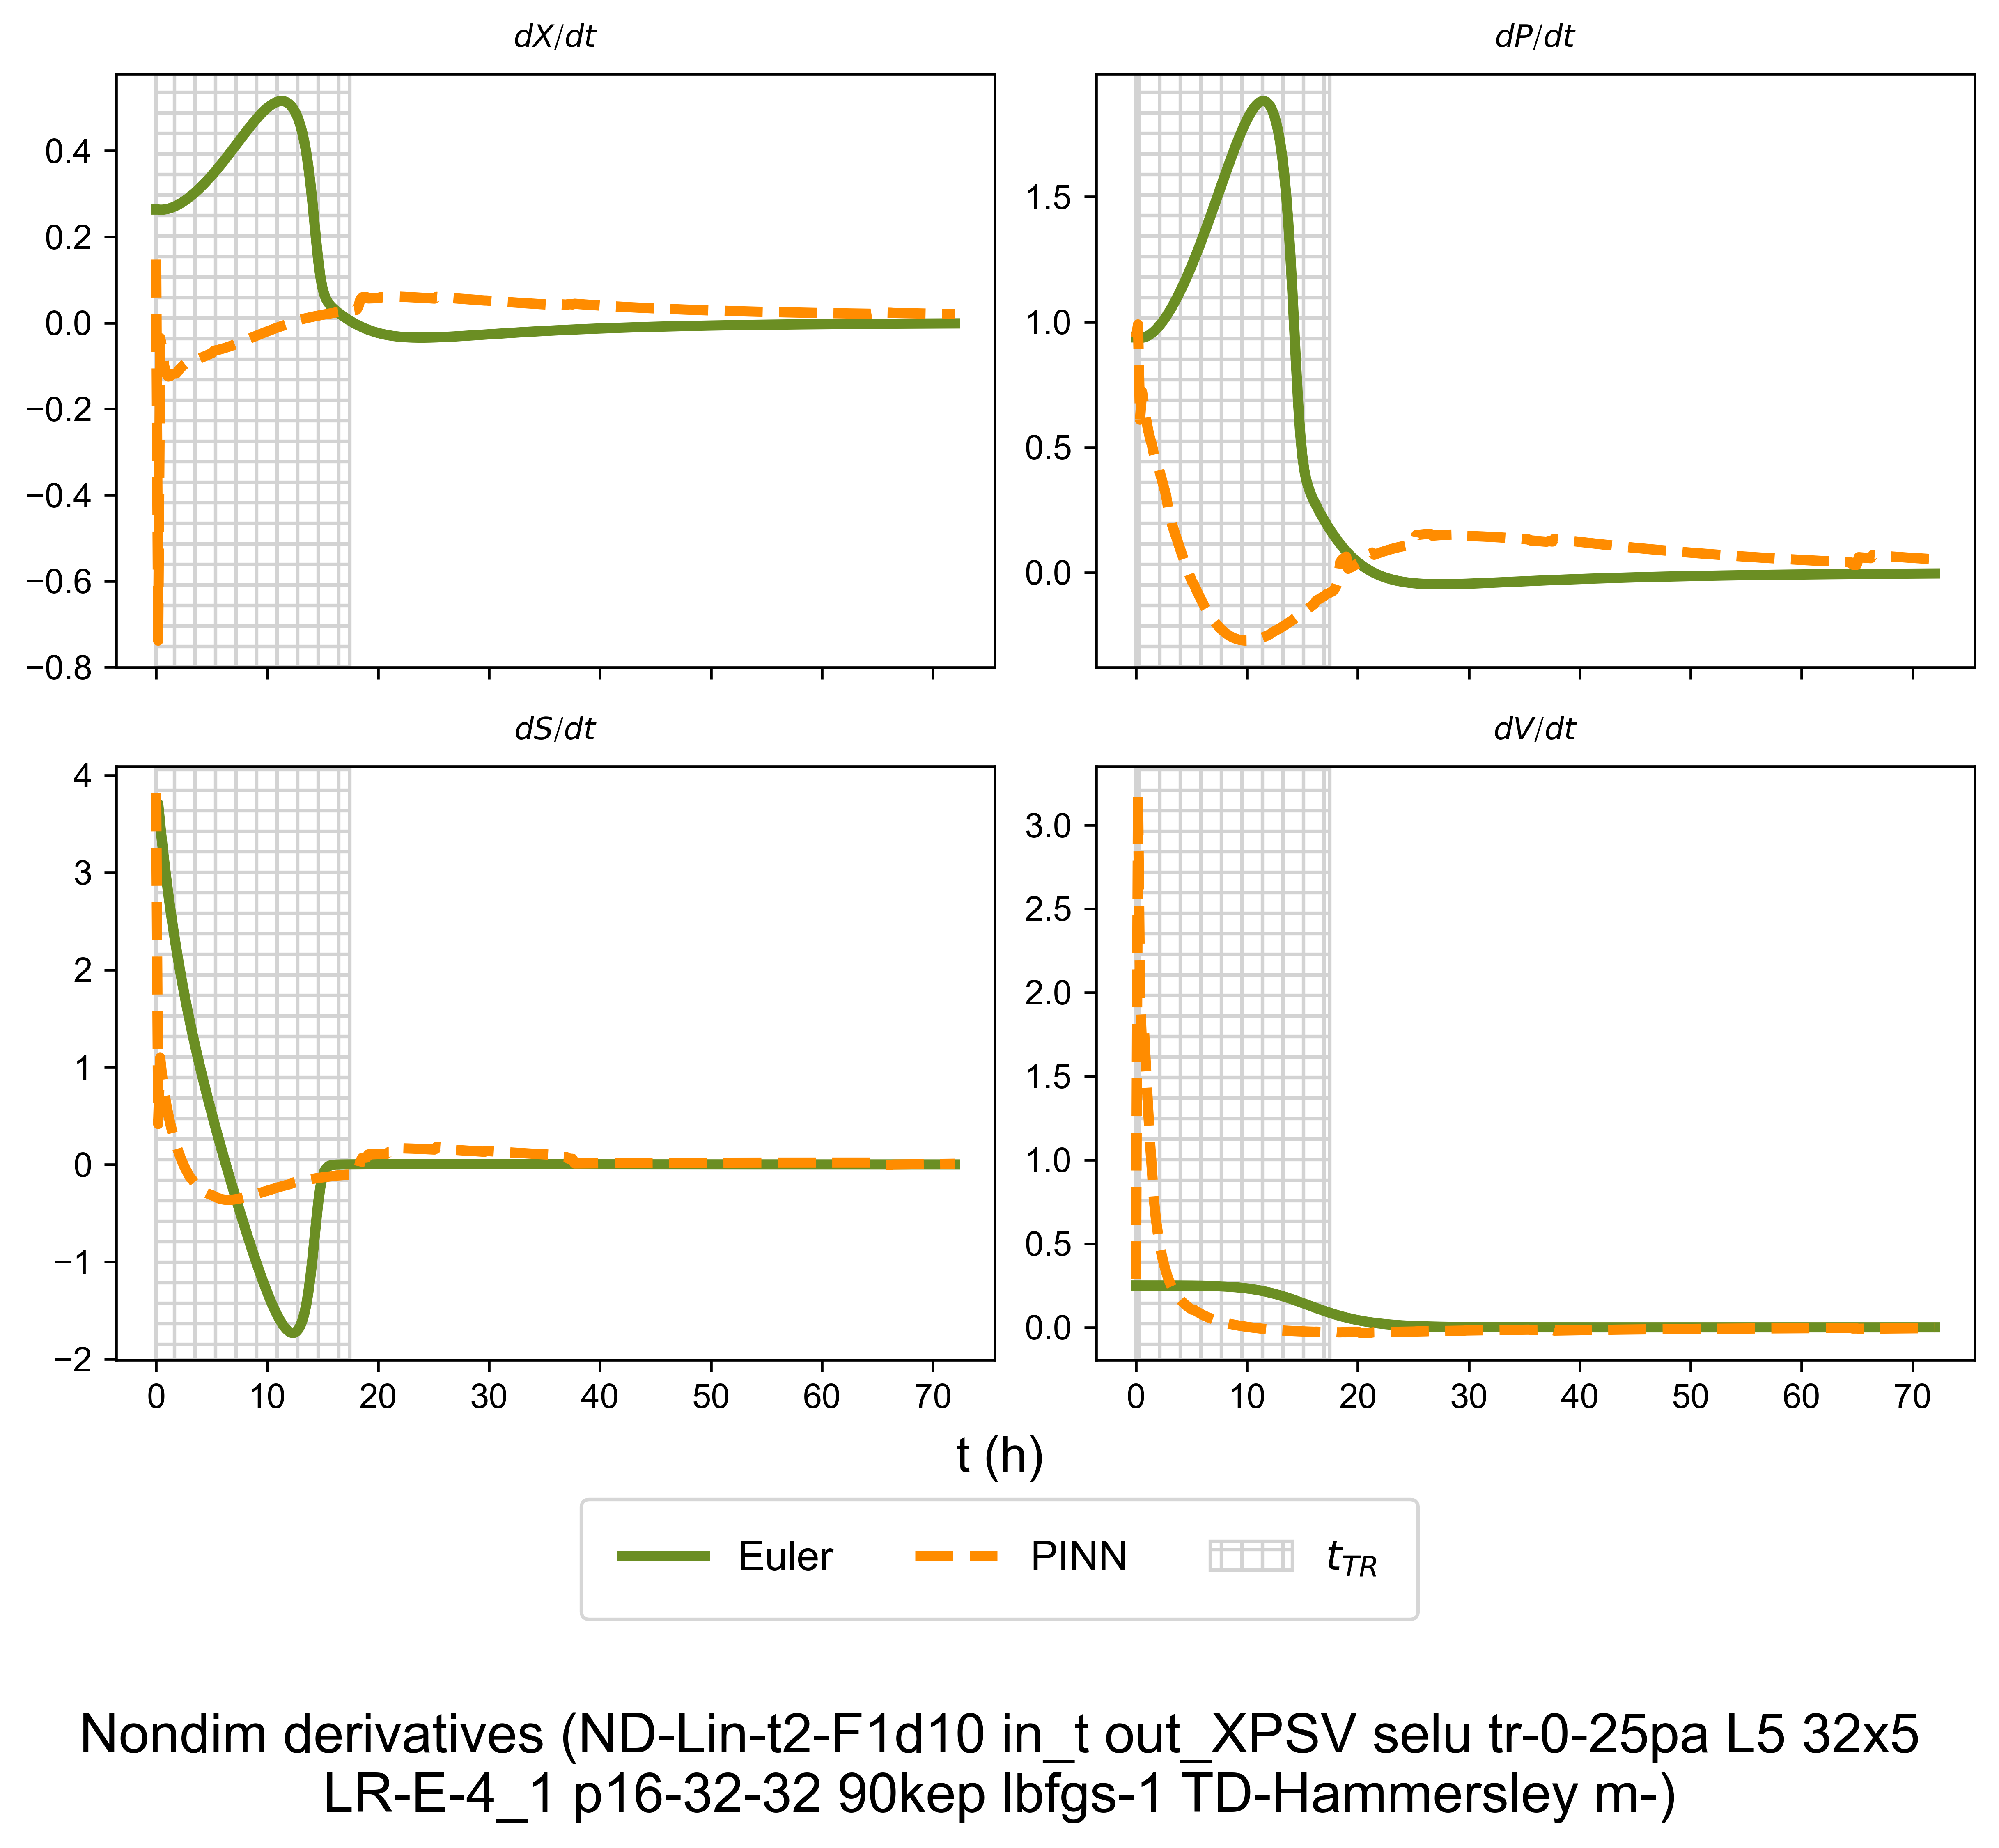 dX/dt
dP/dt
0.4
0.2
0.0
−0.2
−0.4
−0.6
−0.8
1.5
1.0
0.5
0.0
dS/dt
dV/dt
4
3
2
1
0
−1
−2
3.0
2.5
2.0
1.5
1.0
0.5
0.0
0 10 20 30 40 50 60 70
0 10 20 30 40 50 60 70
t (h)
Euler PINN t_TR
Nondim derivatives (ND-Lin-t2-F1d10 in_t out_XPSV selu tr-0-25pa L5 32x5
LR-E-4_1 p16-32-32 90kep lbfgs-1 TD-Hammersley m-)